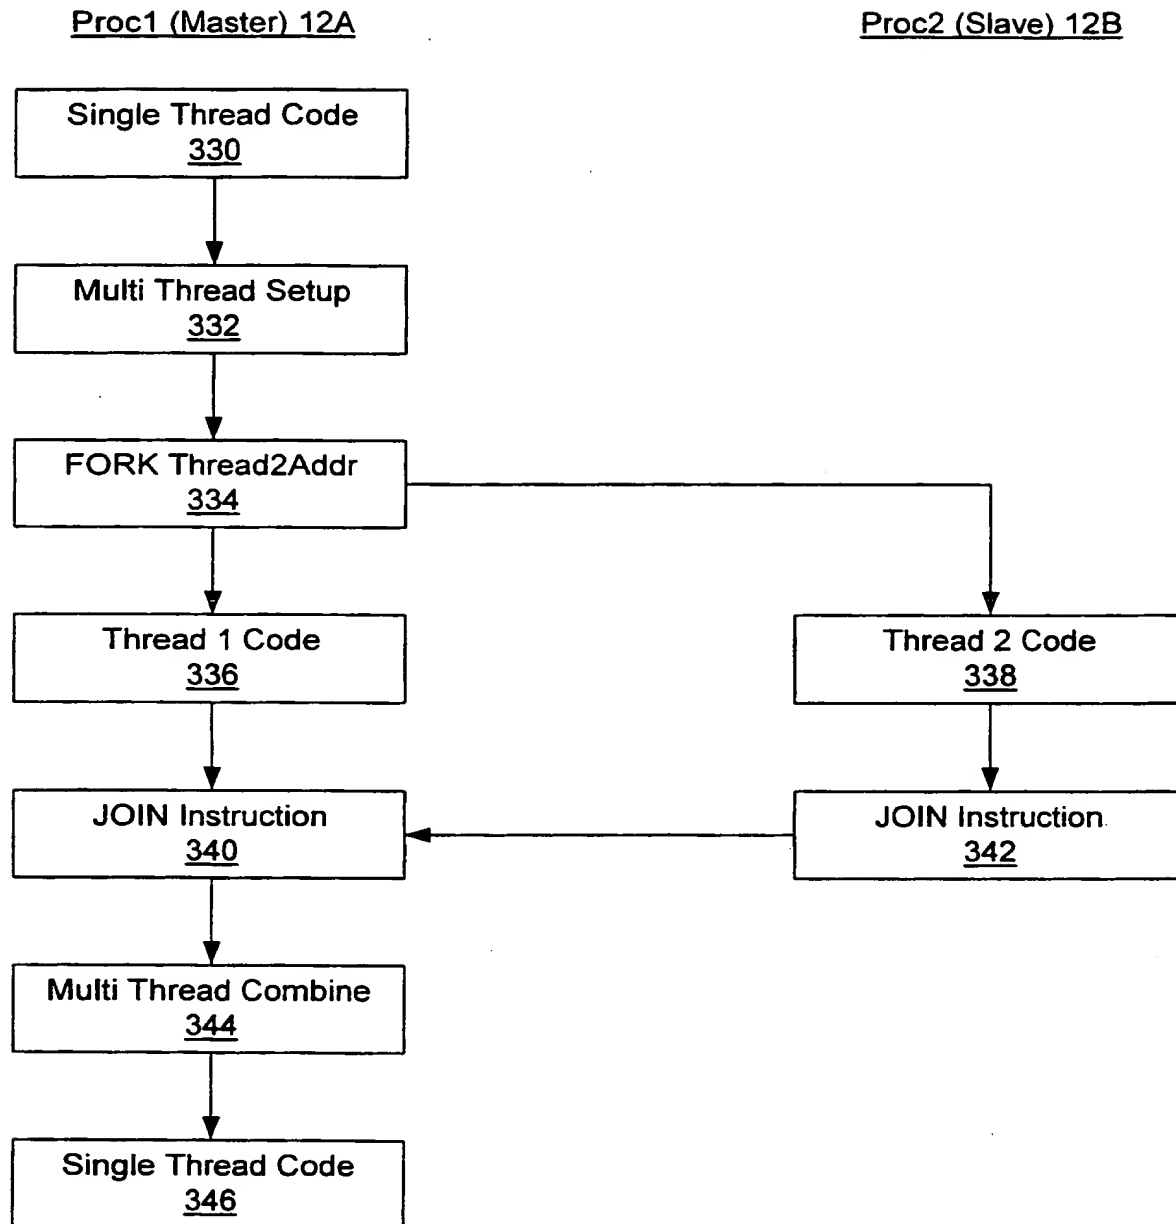 Proc1 (Master) 12A
Proc2 (Slave) 12B
Single Thread Code
330
Multi Thread Setup
332
FORK Thread2Addr
334
Thread 1 Code
336
Thread 2 Code
338
JOIN Instruction
340
JOIN Instruction
342
Multi Thread Combine
344
Single Thread Code
346